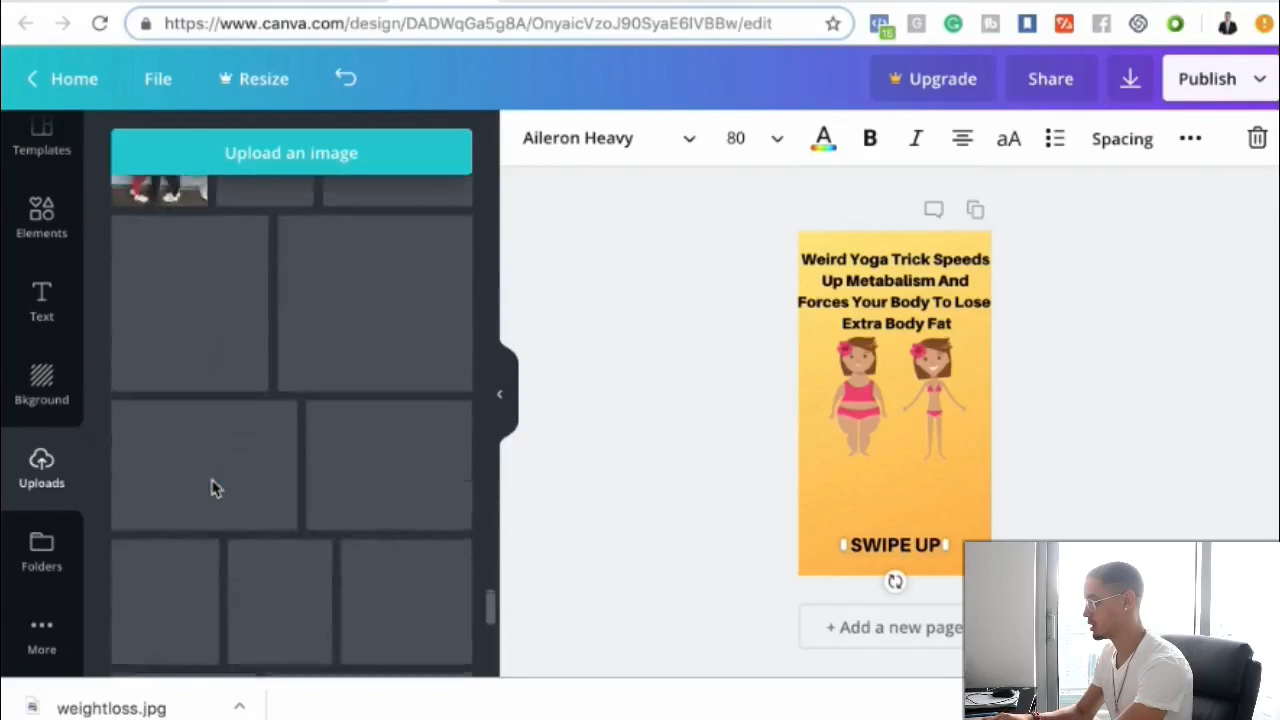 https://www.canva.com/design/DADWqGa5g8A/OnyaicVzoJ90SyaE6lVBBw/edit
16
Home
File
Resize
Upgrade
Share
Publish
Templates
Elements
Text
Bkground
Uploads
Folders
More
Upload an image
Aileron Heavy
80
A
B
I
aA
Spacing
Weird Yoga Trick Speeds
Up Metabalism And
Forces Your Body To Lose
Extra Body Fat
SWIPE UP
+ Add a new page
weightloss.jpg